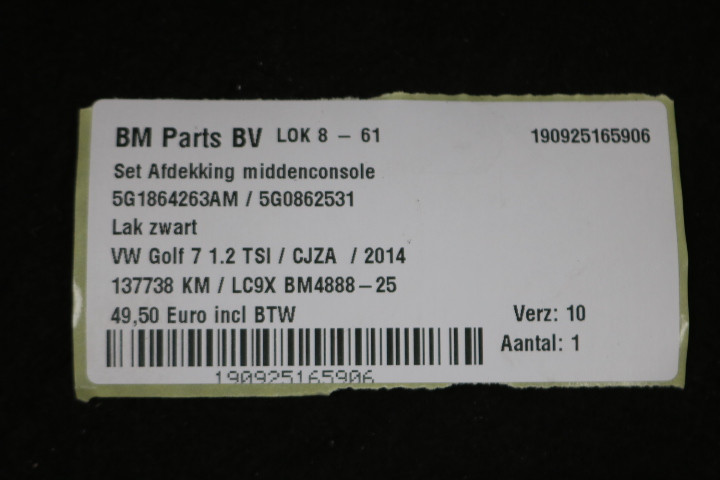 BM Parts BV LOK 8 - 61 190925165906
Set Afdekking middenconsole
5G1864263AM / 5G0862531
Lak zwart
VW Golf 7 1.2 TSI / CJZA / 2014
137738 KM / LC9X BM4888-25
49,50 Euro incl BTW Verz: 10
Aantal: 1
190925165906